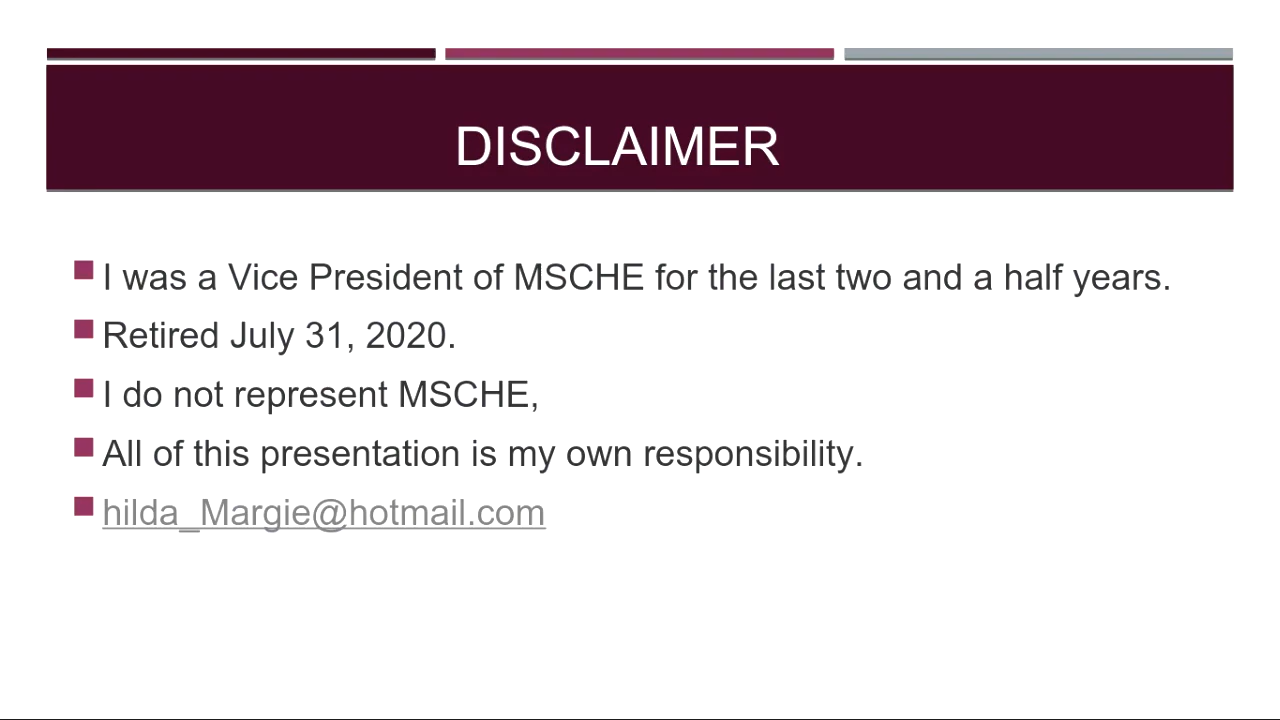 DISCLAIMER
I was a Vice President of MSCHE for the last two and a half years.
Retired July 31, 2020.
I do not represent MSCHE,
All of this presentation is my own responsibility.
hilda_Margie@hotmail.com